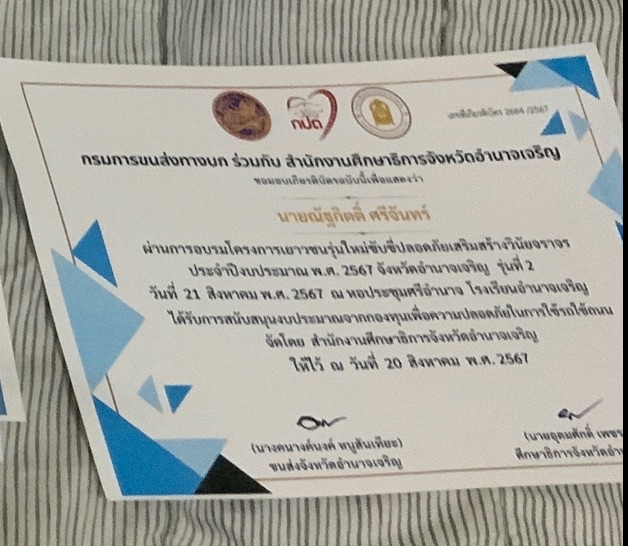 กปถ
เลขที่เกียรติบัตร 2664 /2567
กรมการขนส่งทางบก ร่วมกับ สำนักงานศึกษาธิการจังหวัดอำนาจเจริญ
ขอมอบเกียรติบัตรฉบับนี้เพื่อแสดงว่า
นายณัฐกิตติ์ ศรีจันทร์
ผ่านการอบรมโครงการเยาวชนรุ่นใหม่ขับขี่ปลอดภัยเสริมสร้างวินัยจราจร
ประจำปีงบประมาณ พ.ศ. 2567 จังหวัดอำนาจเจริญ รุ่นที่ 2
วันที่ 21 สิงหาคม พ.ศ. 2567 ณ หอประชุมศรีอำนาจ โรงเรียนอำนาจเจริญ
ได้รับการสนับสนุนงบประมาณจากกองทุนเพื่อความปลอดภัยในการใช้รถใช้ถนน
จัดโดย สำนักงานศึกษาธิการจังหวัดอำนาจเจริญ
ให้ไว้ ณ วันที่ 20 สิงหาคม พ.ศ. 2567
(นางคนางค์นงค์ หนูสันเทียะ)
ขนส่งจังหวัดอำนาจเจริญ
(นายอุดมศักดิ์ เพชร
ศึกษาธิการจังหวัดอำ